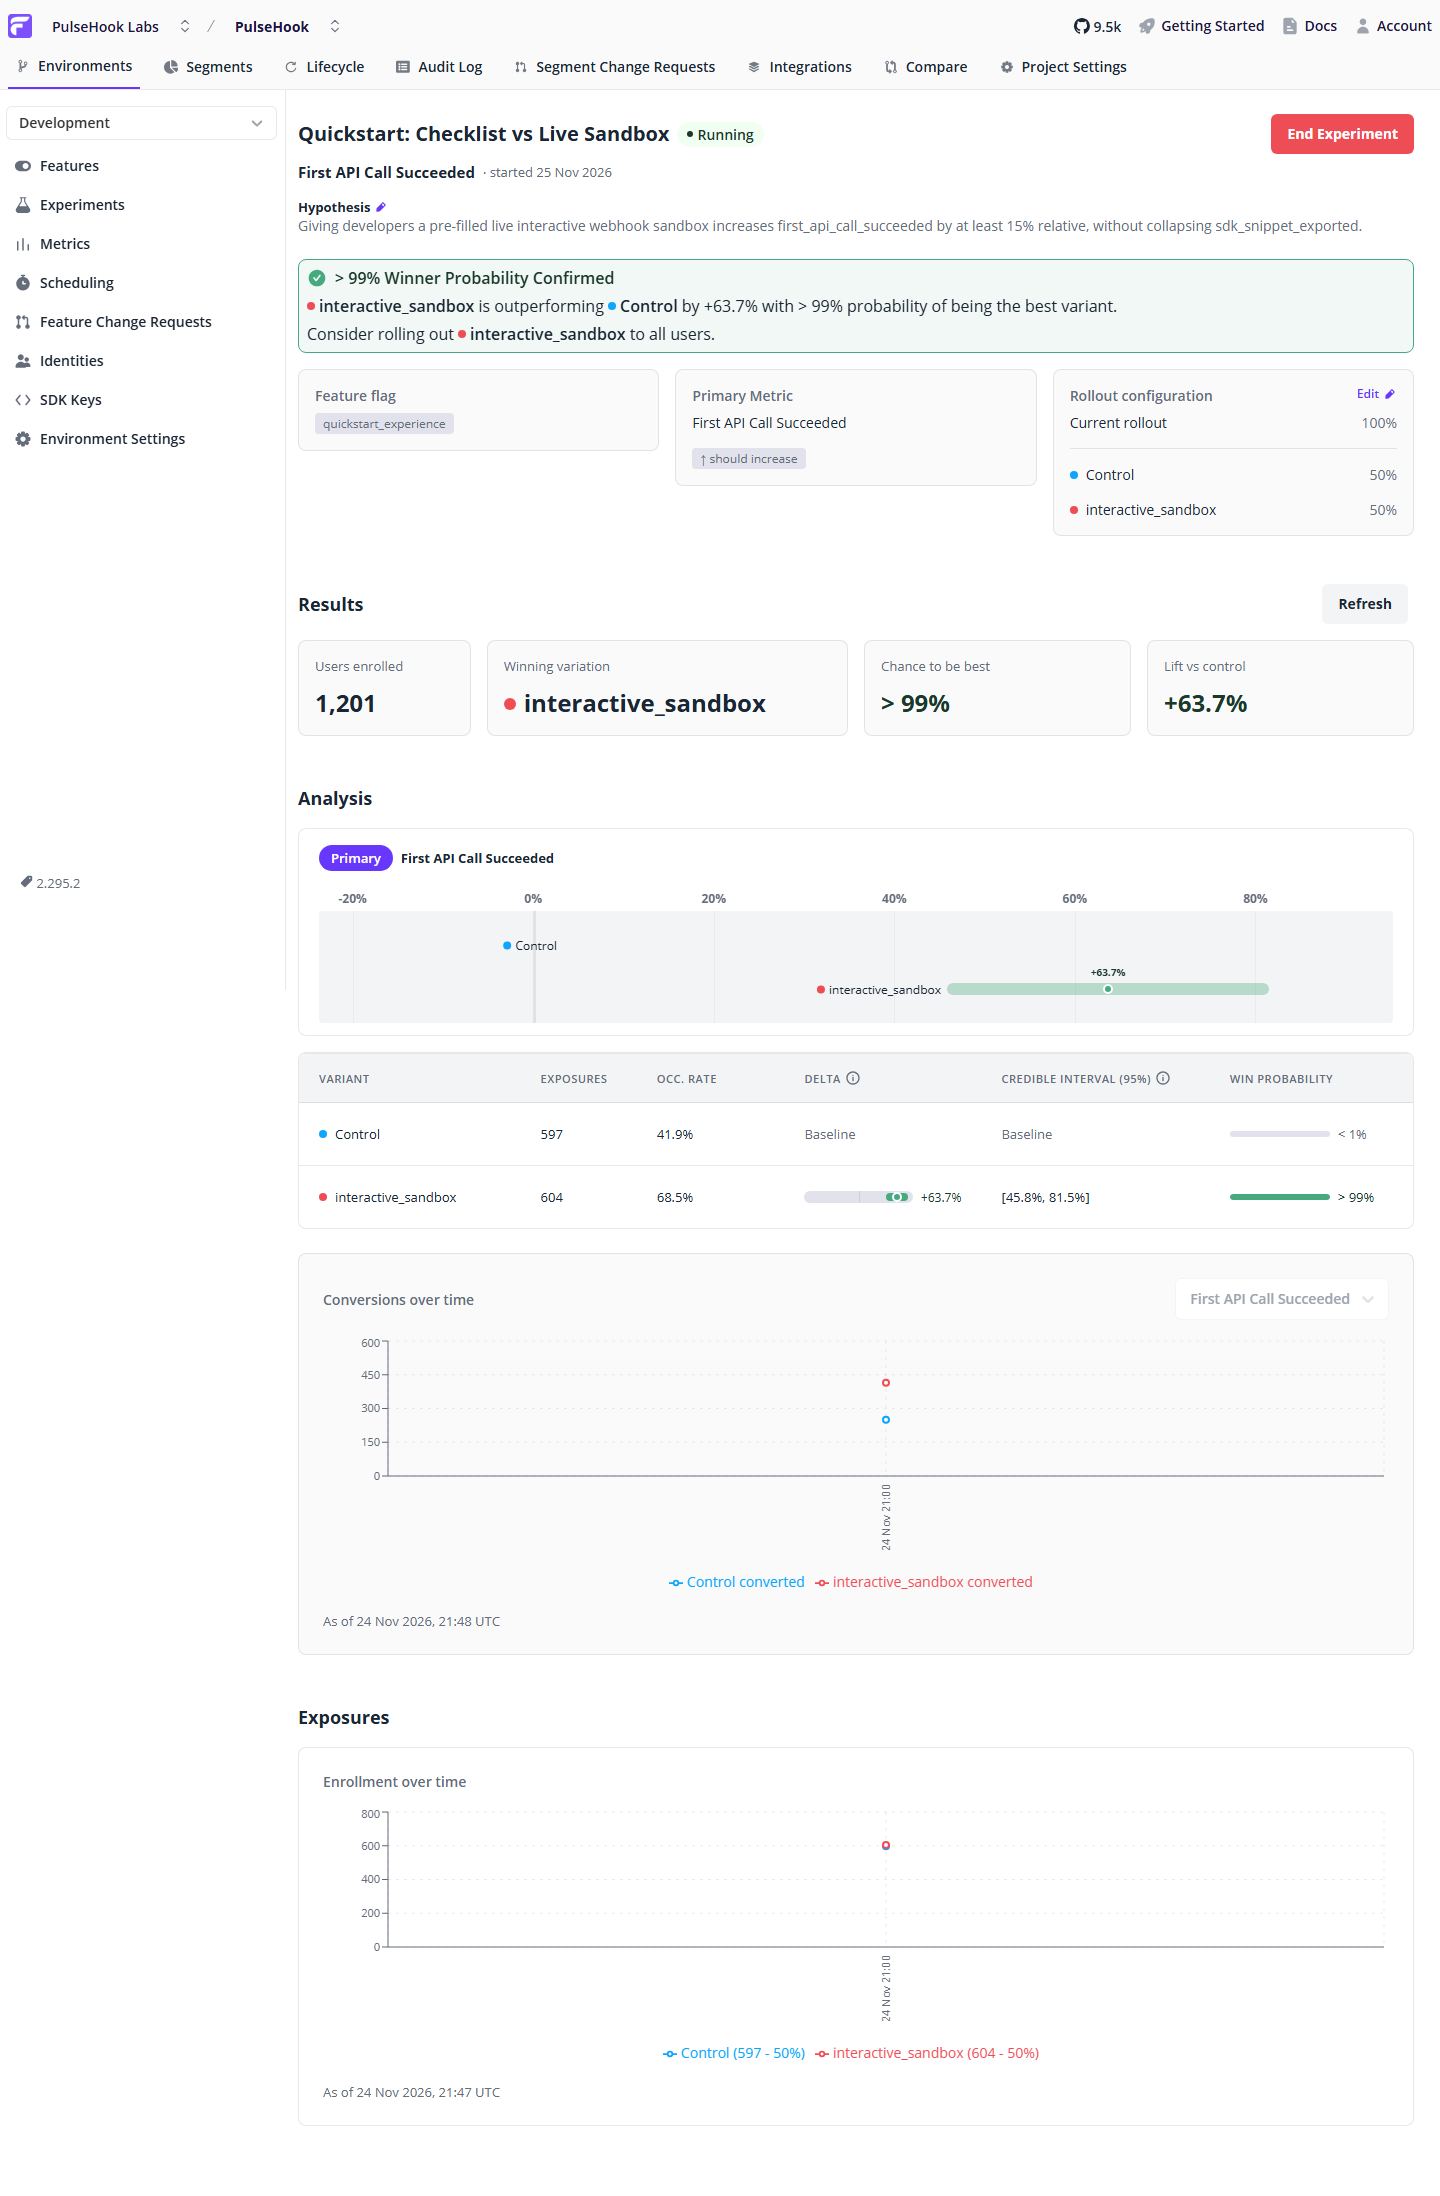 PulseHook Labs / PulseHook 9.5k Getting Started Docs Account
Environments Segments Lifecycle Audit Log Segment Change Requests Integrations Compare Project Settings
Development
Features
Experiments
Metrics
Scheduling
Feature Change Requests
Identities
SDK Keys
Environment Settings
2.295.2
Quickstart: Checklist vs Live Sandbox Running End Experiment
First API Call Succeeded · started 25 Nov 2026
Hypothesis
Giving developers a pre-filled live interactive webhook sandbox increases first_api_call_succeeded by at least 15% relative, without collapsing sdk_snippet_exported.
> 99% Winner Probability Confirmed
interactive_sandbox is outperforming Control by +63.7% with > 99% probability of being the best variant.
Consider rolling out interactive_sandbox to all users.
Feature flag
quickstart_experience
Primary Metric
First API Call Succeeded
↑ should increase
Rollout configuration Edit
Current rollout 100%
Control 50%
interactive_sandbox 50%
Results Refresh
Users enrolled
1,201
Winning variation
interactive_sandbox
Chance to be best
> 99%
Lift vs control
+63.7%
Analysis
Primary First API Call Succeeded
-20% 0% 20% 40% 60% 80%
Control
+63.7%
interactive_sandbox
VARIANT EXPOSURES OCC. RATE DELTA CREDIBLE INTERVAL (95%) WIN PROBABILITY
Control 597 41.9% Baseline Baseline < 1%
interactive_sandbox 604 68.5% +63.7% [45.8%, 81.5%] > 99%
Conversions over time First API Call Succeeded
600
450
300
150
0
24 Nov 21:00
Control converted interactive_sandbox converted
As of 24 Nov 2026, 21:48 UTC
Exposures
Enrollment over time
800
600
400
200
0
24 Nov 21:00
Control (597 - 50%) interactive_sandbox (604 - 50%)
As of 24 Nov 2026, 21:47 UTC